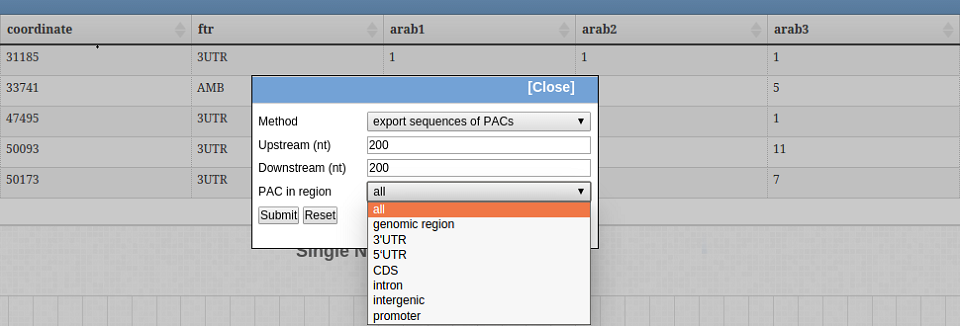 coordinate ftr arab1 arab2 arab3
31185 3UTR 1 1 1
33741 AMB 5
47495 3UTR 1
50093 3UTR 11
50173 3UTR 7
[Close]
Method export sequences of PACs
Upstream (nt) 200
Downstream (nt) 200
PAC in region all
Submit Reset
all
genomic region
3'UTR
5'UTR
CDS
intron
intergenic
promoter
Single N